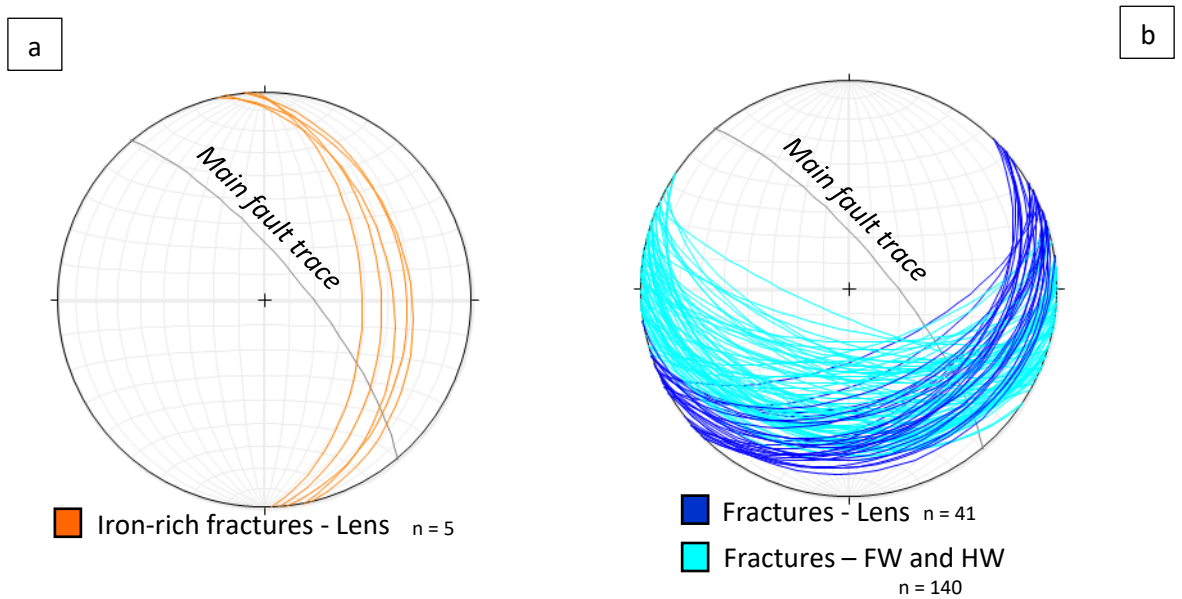 a
b
Main fault trace
Main fault trace
Iron-rich fractures - Lens n = 5
Fractures - Lens n = 41
Fractures – FW and HW
n = 140